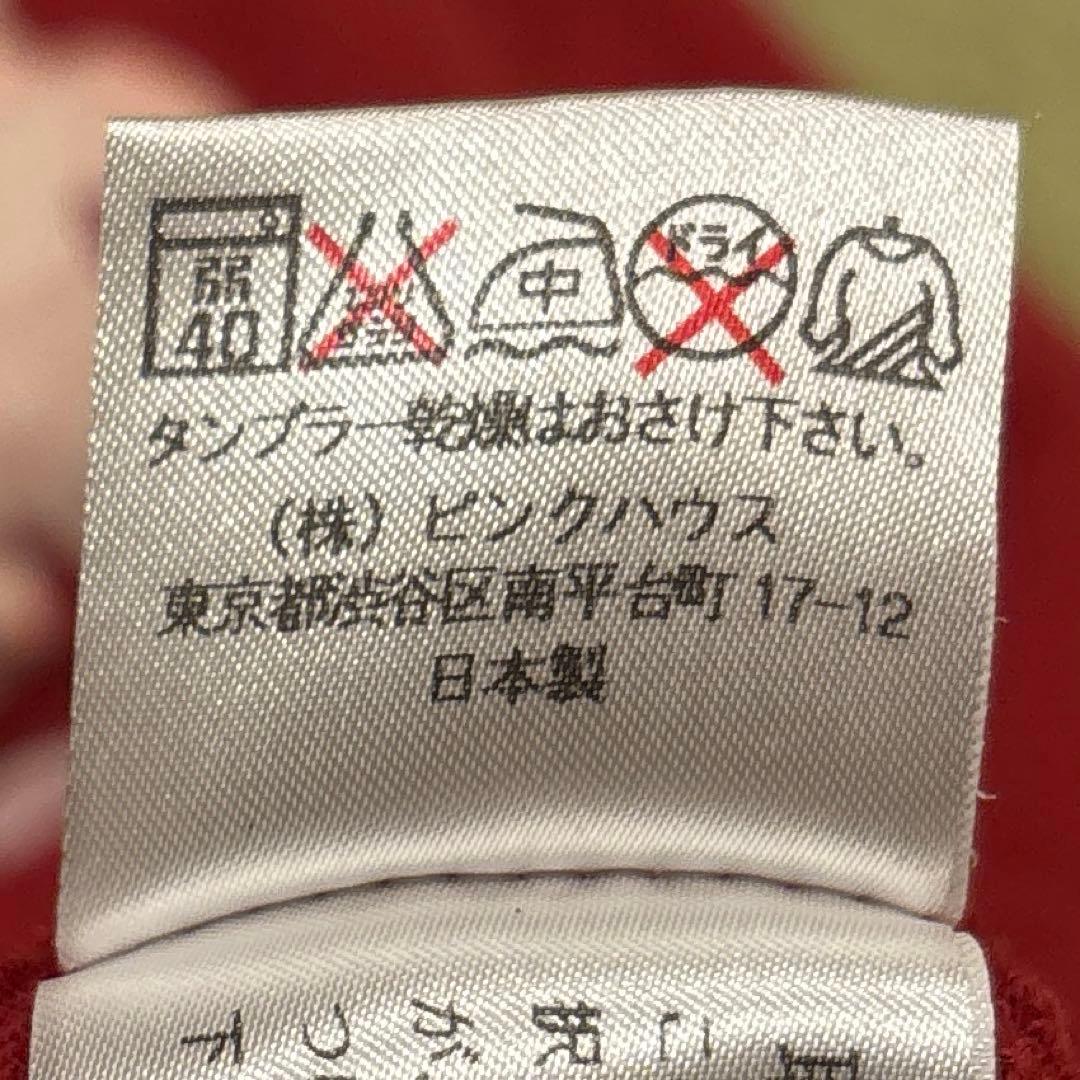 弱
40
中
ドライ
タンブラー乾燥はおさけ下さい。
(株)ピンクハウス
東京都渋谷区南平台町 17-12
日本製